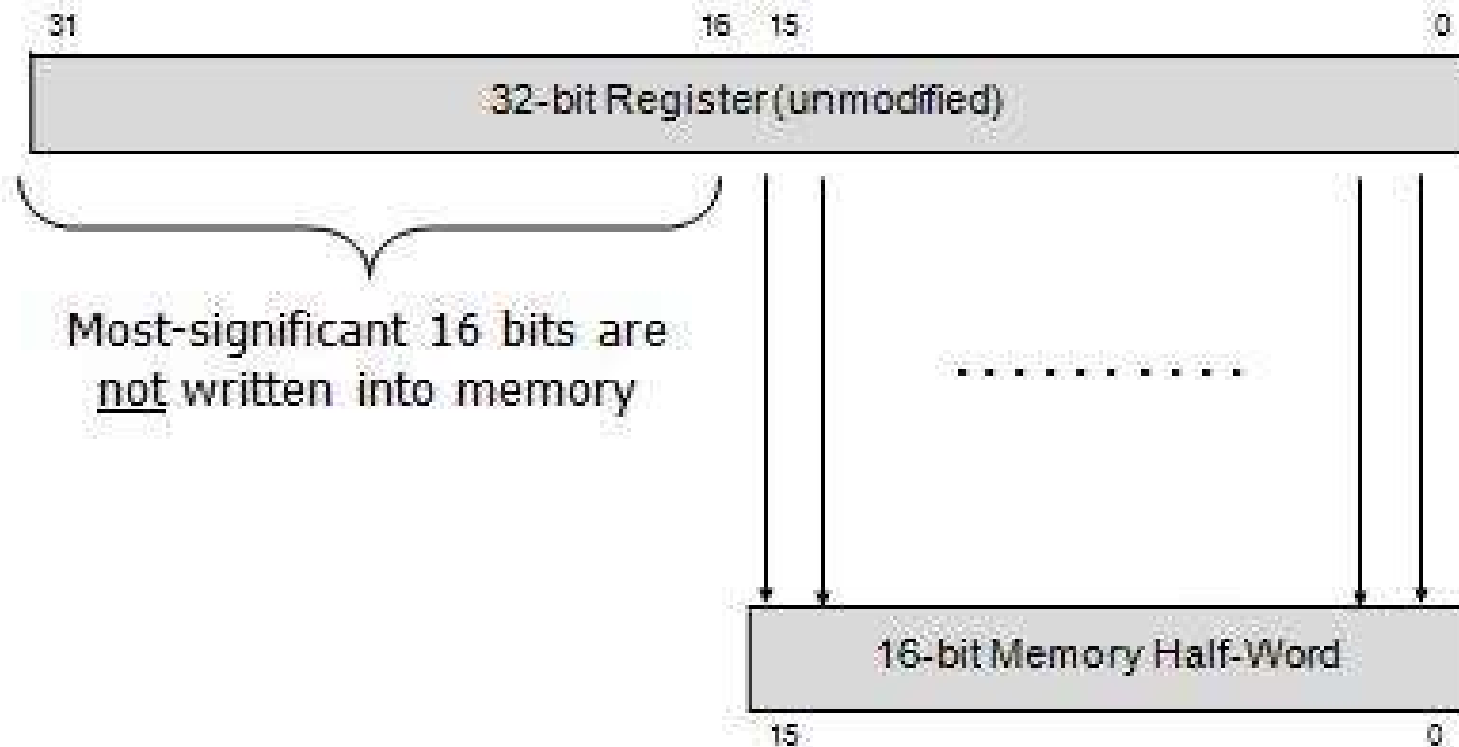 31 16 15 0
32-bit Register (unmodified)
Most-significant 16 bits are
not written into memory
..........
16-bit Memory Half-Word
15 0